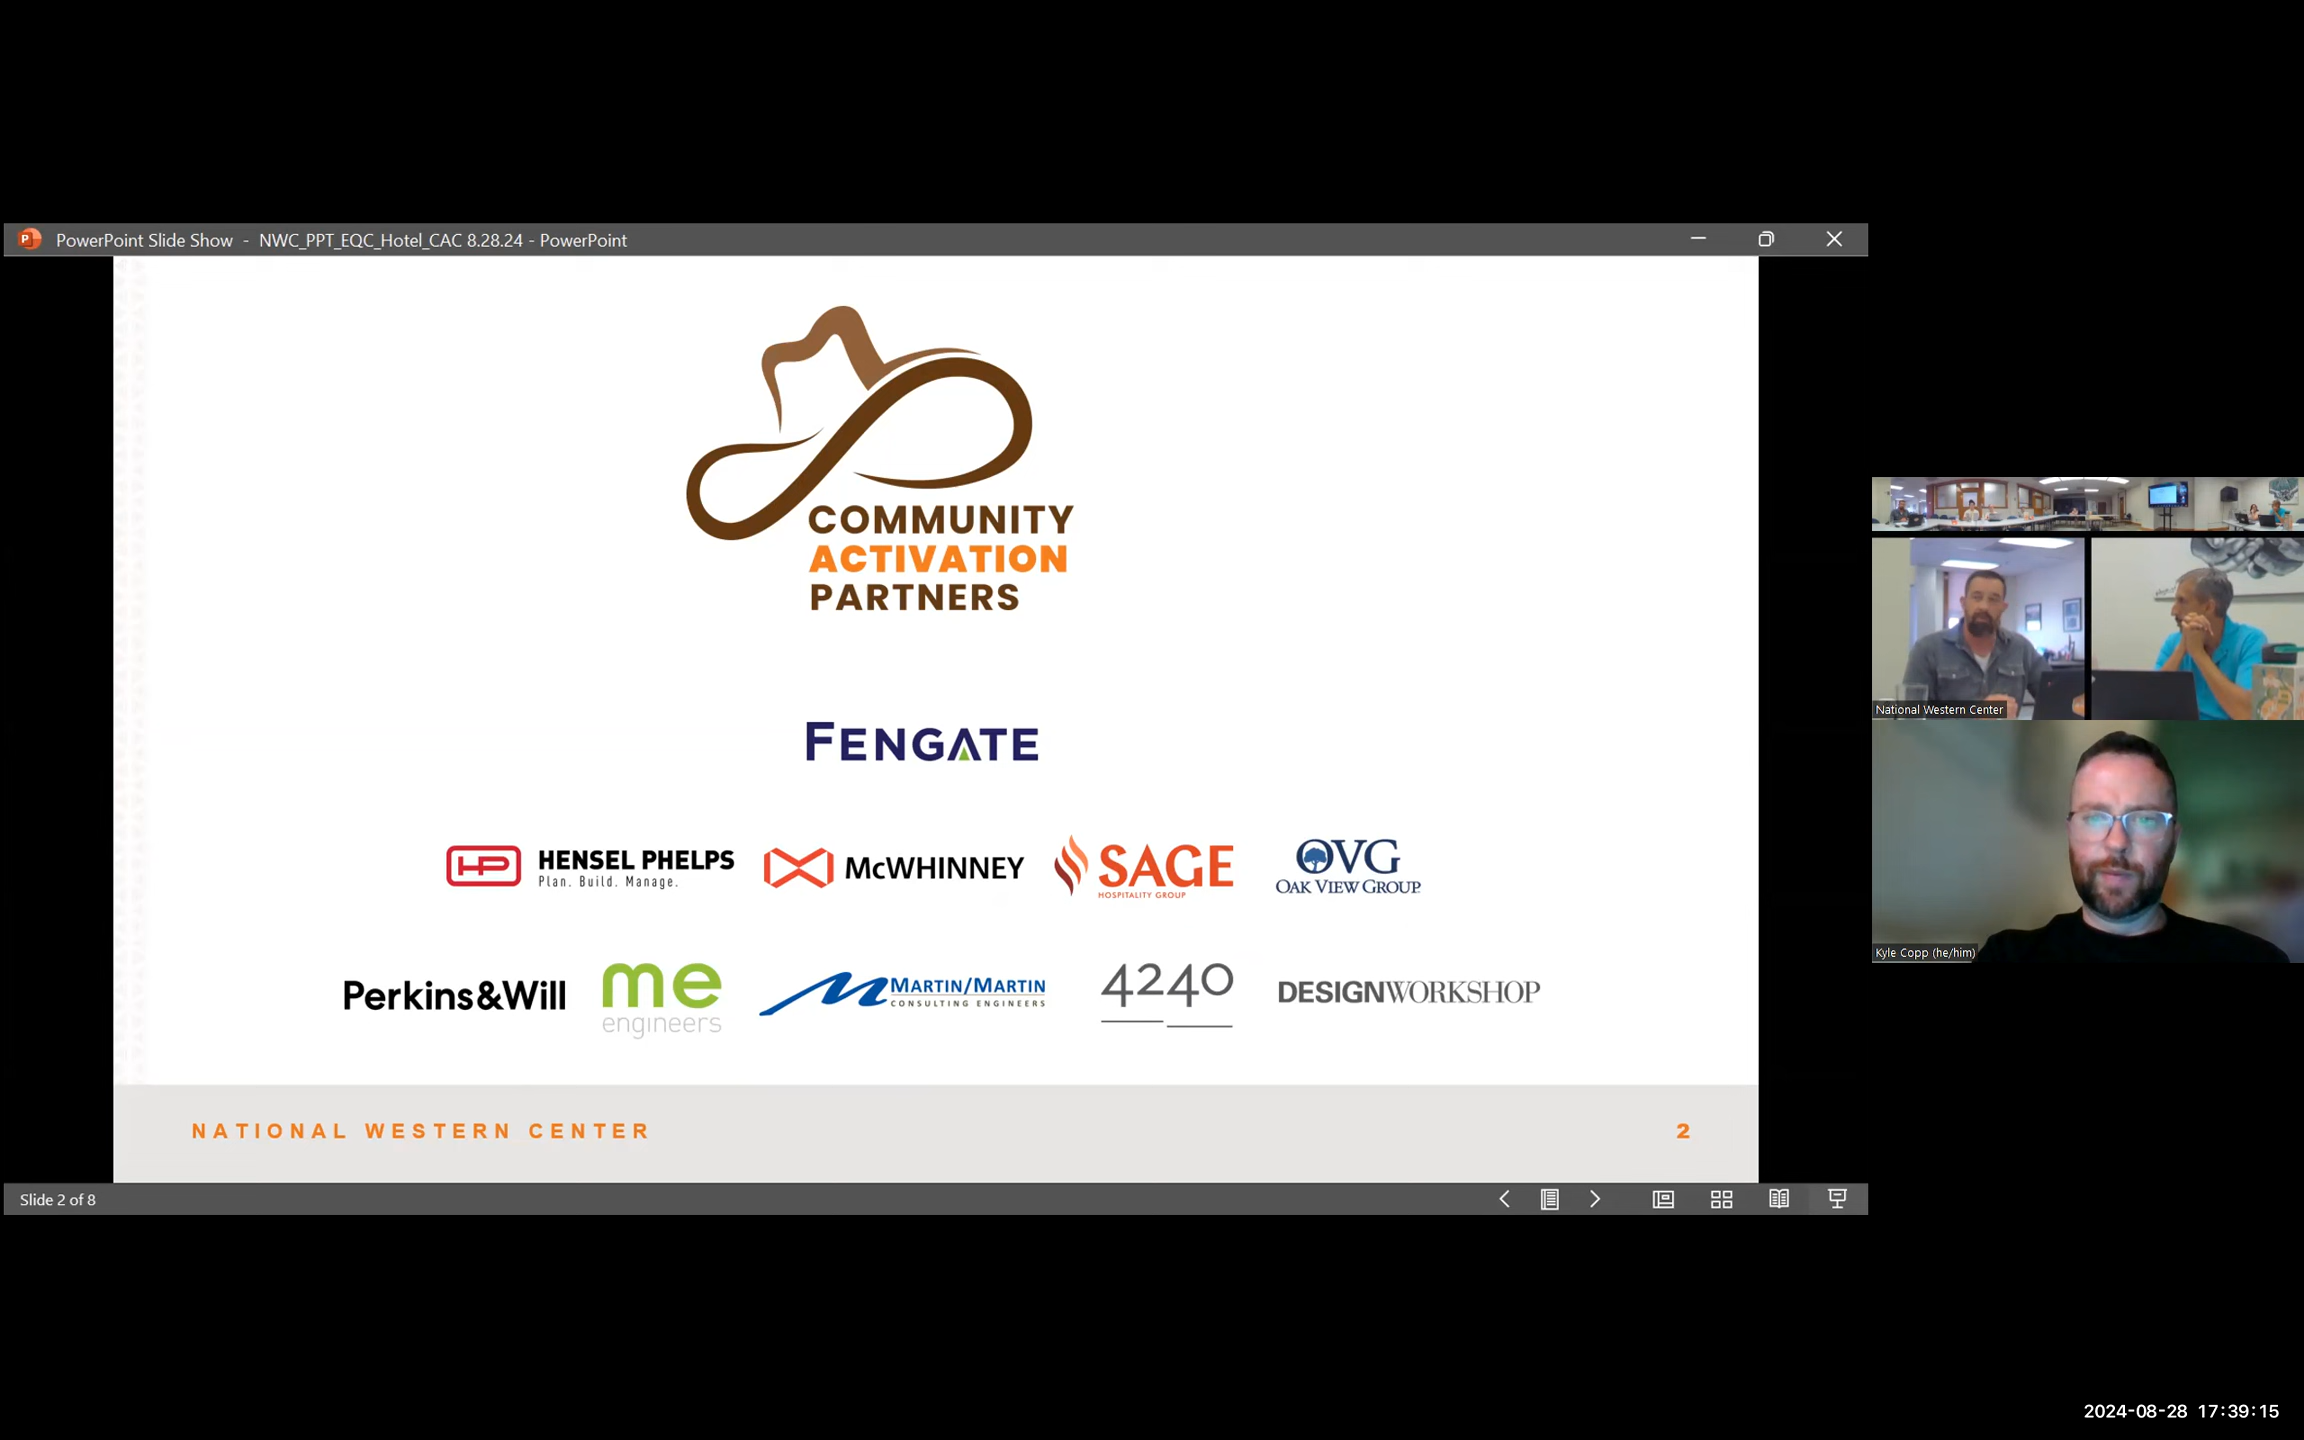 PowerPoint Slide Show - NWC_PPT_EQC_Hotel_CAC 8.28.24 - PowerPoint
COMMUNITY
ACTIVATION
PARTNERS
FENGATE
HP HENSEL PHELPS
Plan. Build. Manage.
McWHINNEY
SAGE
HOSPITALITY GROUP
OVG
OAK VIEW GROUP
Perkins&Will
me
engineers
MARTIN/MARTIN
CONSULTING ENGINEERS
4240
DESIGNWORKSHOP
NATIONAL WESTERN CENTER
2
Slide 2 of 8
National Western Center
Kyle Copp (he/him)
2024-08-28 17:39:15